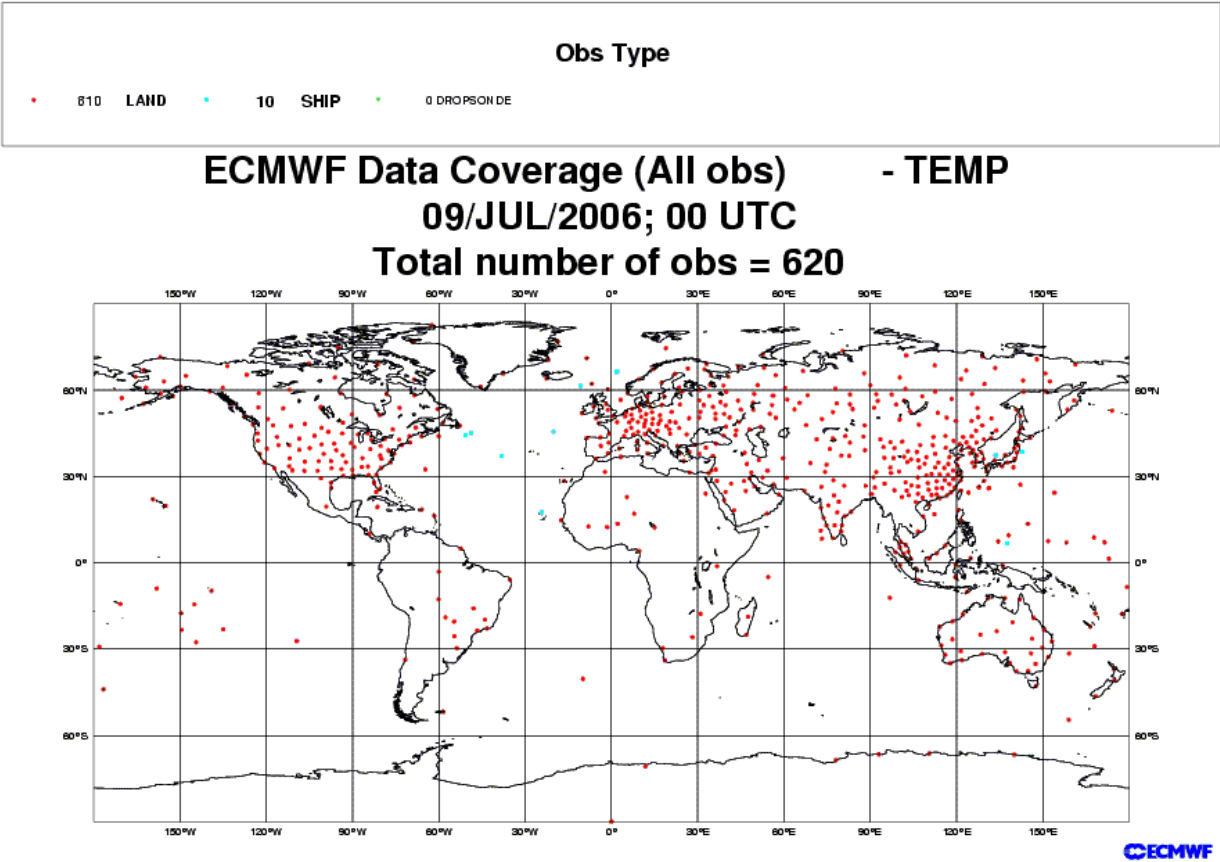 Obs Type
610 LAND 10 SHIP 0 DROPSONDE
ECMWF Data Coverage (All obs) - TEMP
09/JUL/2006; 00 UTC
Total number of obs = 620
150°W 120°W 90°W 60°W 30°W 0° 30°E 60°E 90°E 120°E 150°E
60°N 60°N
30°N 30°N
0° 0°
30°S 30°S
60°S 60°S
150°W 120°W 90°W 60°W 30°W 0° 30°E 60°E 90°E 120°E 150°E
ECMWF